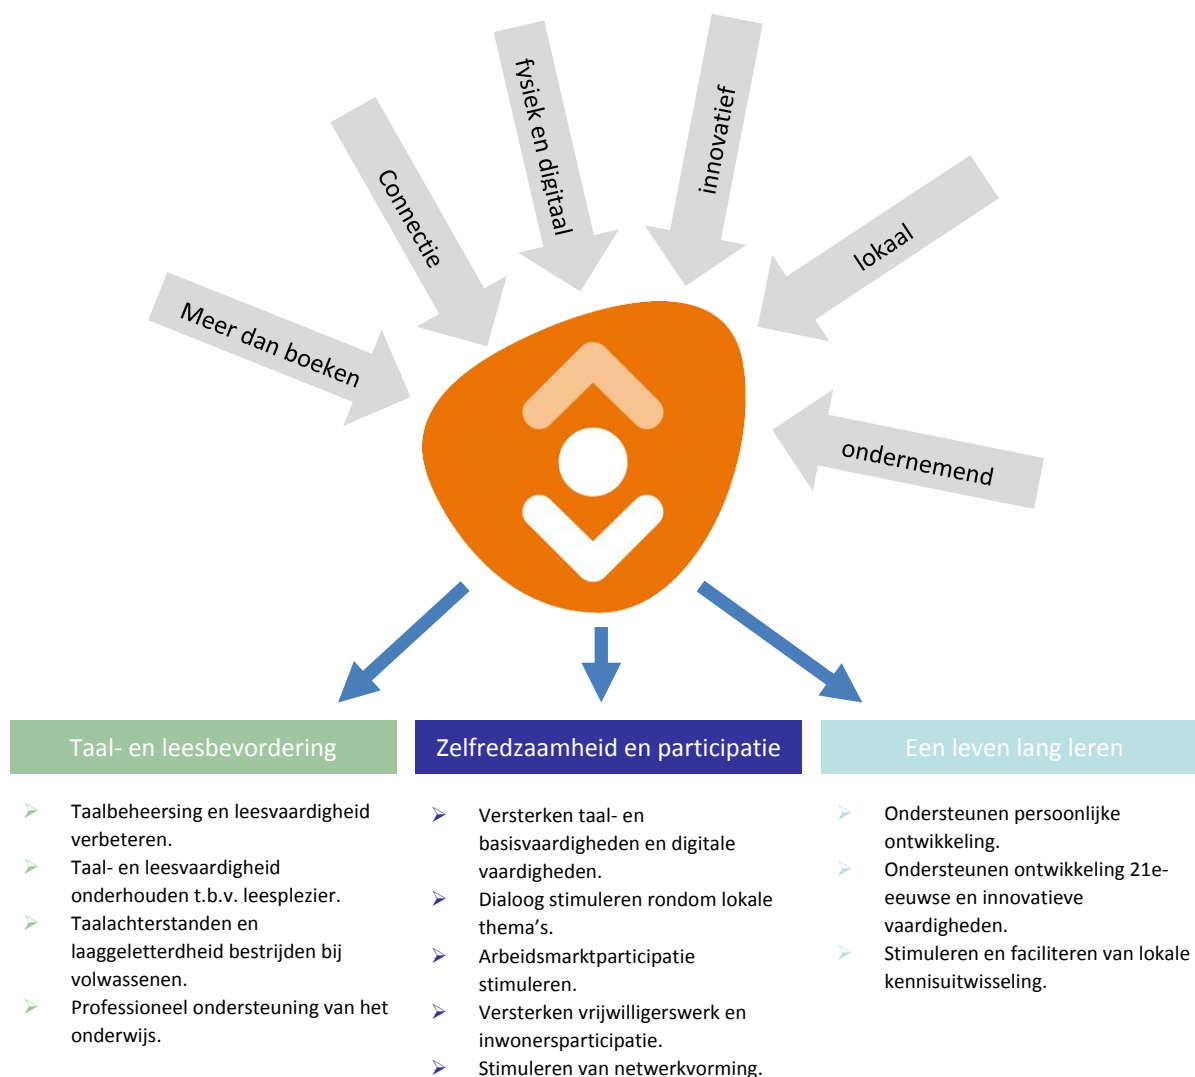 Meer dan boeken
Connectie
fysiek en digitaal
innovatief
lokaal
ondernemend
Taal- en leesbevordering
Taalbeheersing en leesvaardigheid
verbeteren.
Taal- en leesvaardigheid
onderhouden t.b.v. leesplezier.
Taalachterstanden en
laaggeletterdheid bestrijden bij
volwassenen.
Professioneel ondersteuning van het
onderwijs.
Zelfredzaamheid en participatie
Versterken taal- en
basisvaardigheden en digitale
vaardigheden.
Dialoog stimuleren rondom lokale
thema’s.
Arbeidsmarktparticipatie
stimuleren.
Versterken vrijwilligerswerk en
inwonersparticipatie.
Stimuleren van netwerkvorming.
Een leven lang leren
Ondersteunen persoonlijke
ontwikkeling.
Ondersteunen ontwikkeling 21e-
eeuwse en innovatieve
vaardigheden.
Stimuleren en faciliteren van lokale
kennisuitwisseling.